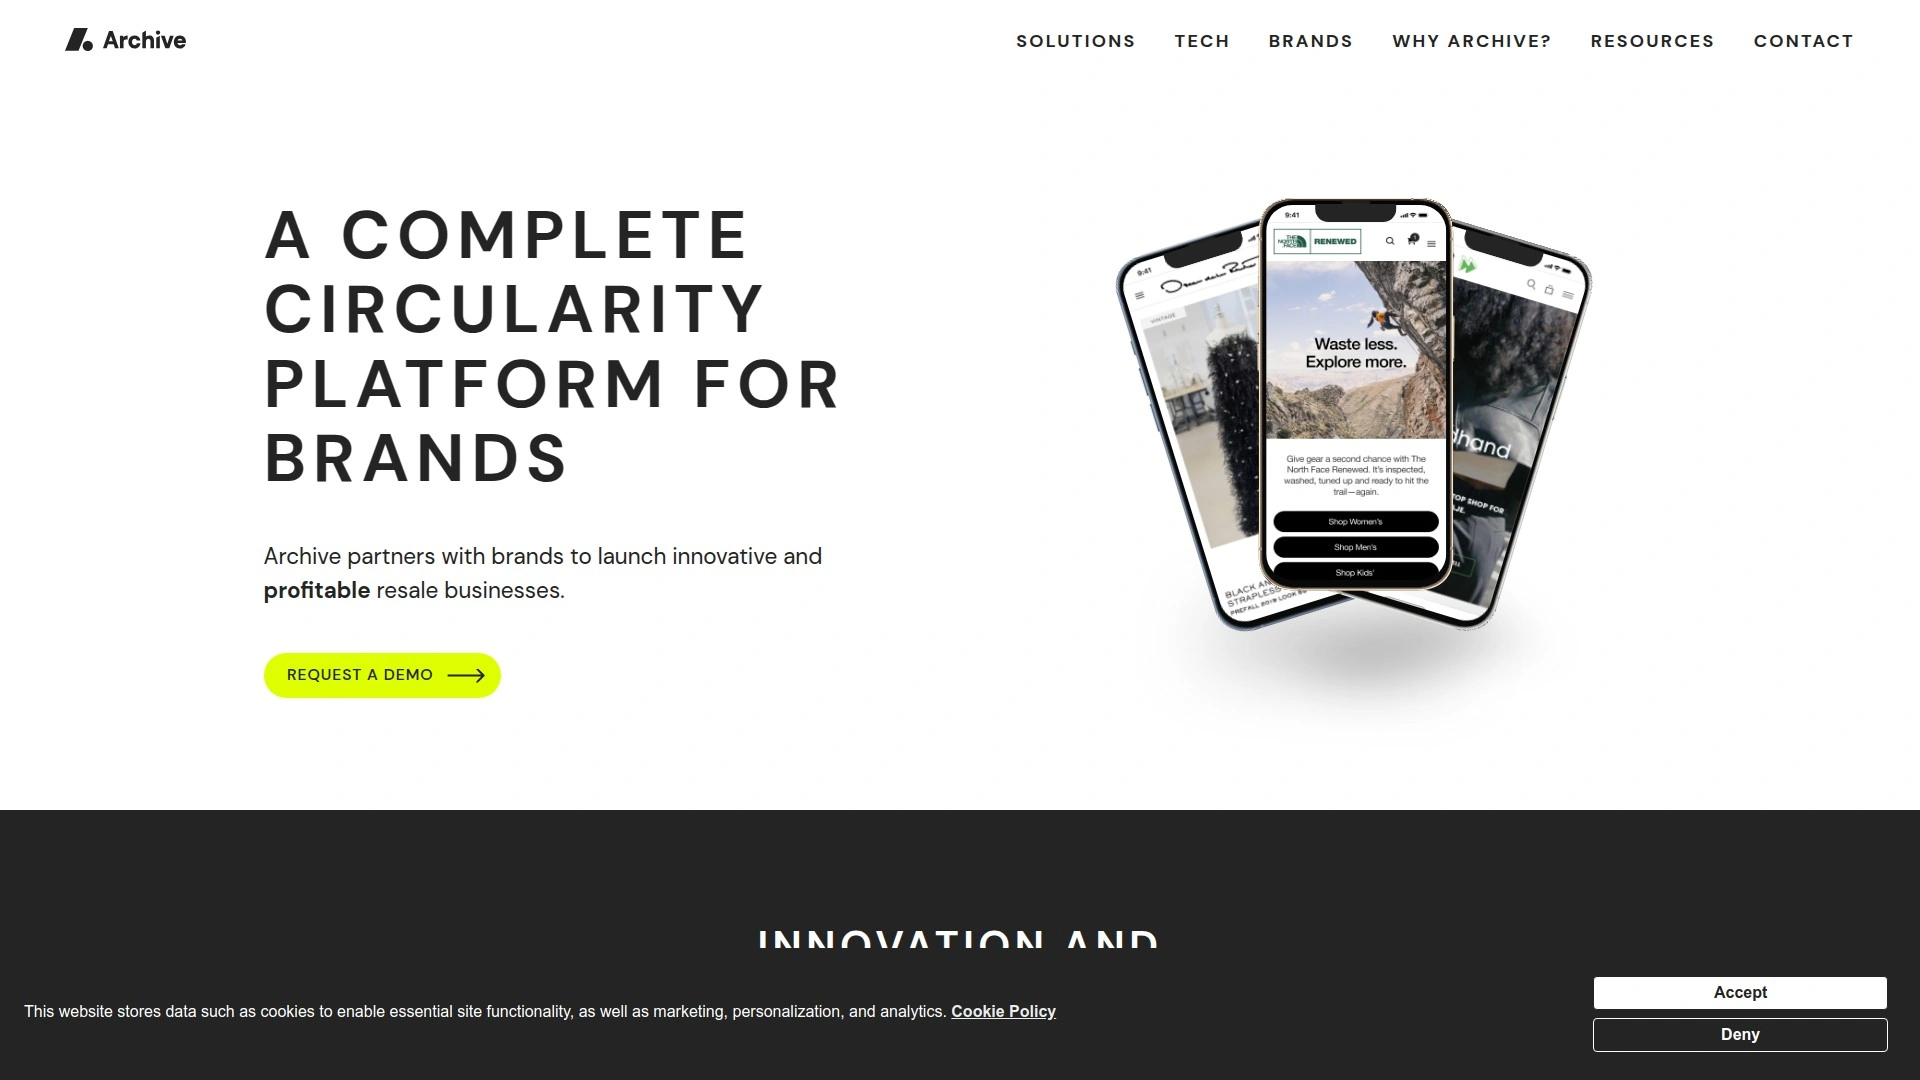 Archive
SOLUTIONS TECH BRANDS WHY ARCHIVE? RESOURCES CONTACT
A COMPLETE
CIRCULARITY
PLATFORM FOR
BRANDS
Archive partners with brands to launch innovative and
profitable resale businesses.
REQUEST A DEMO
9:41
VINTAGE
BLACK AN
STRAPLESS
PREFALL 2019 LOOK
9:41
THE NORTH FACE RENEWED
Waste less.
Explore more.
Give gear a second chance with The
North Face Renewed. It's inspected,
washed, tuned up and ready to hit the
trail—again.
Shop Women's
Shop Men's
Shop Kids'
dhand
TOP SHOP FOR
INNOVATION AND
This website stores data such as cookies to enable essential site functionality, as well as marketing, personalization, and analytics. Cookie Policy
Accept
Deny